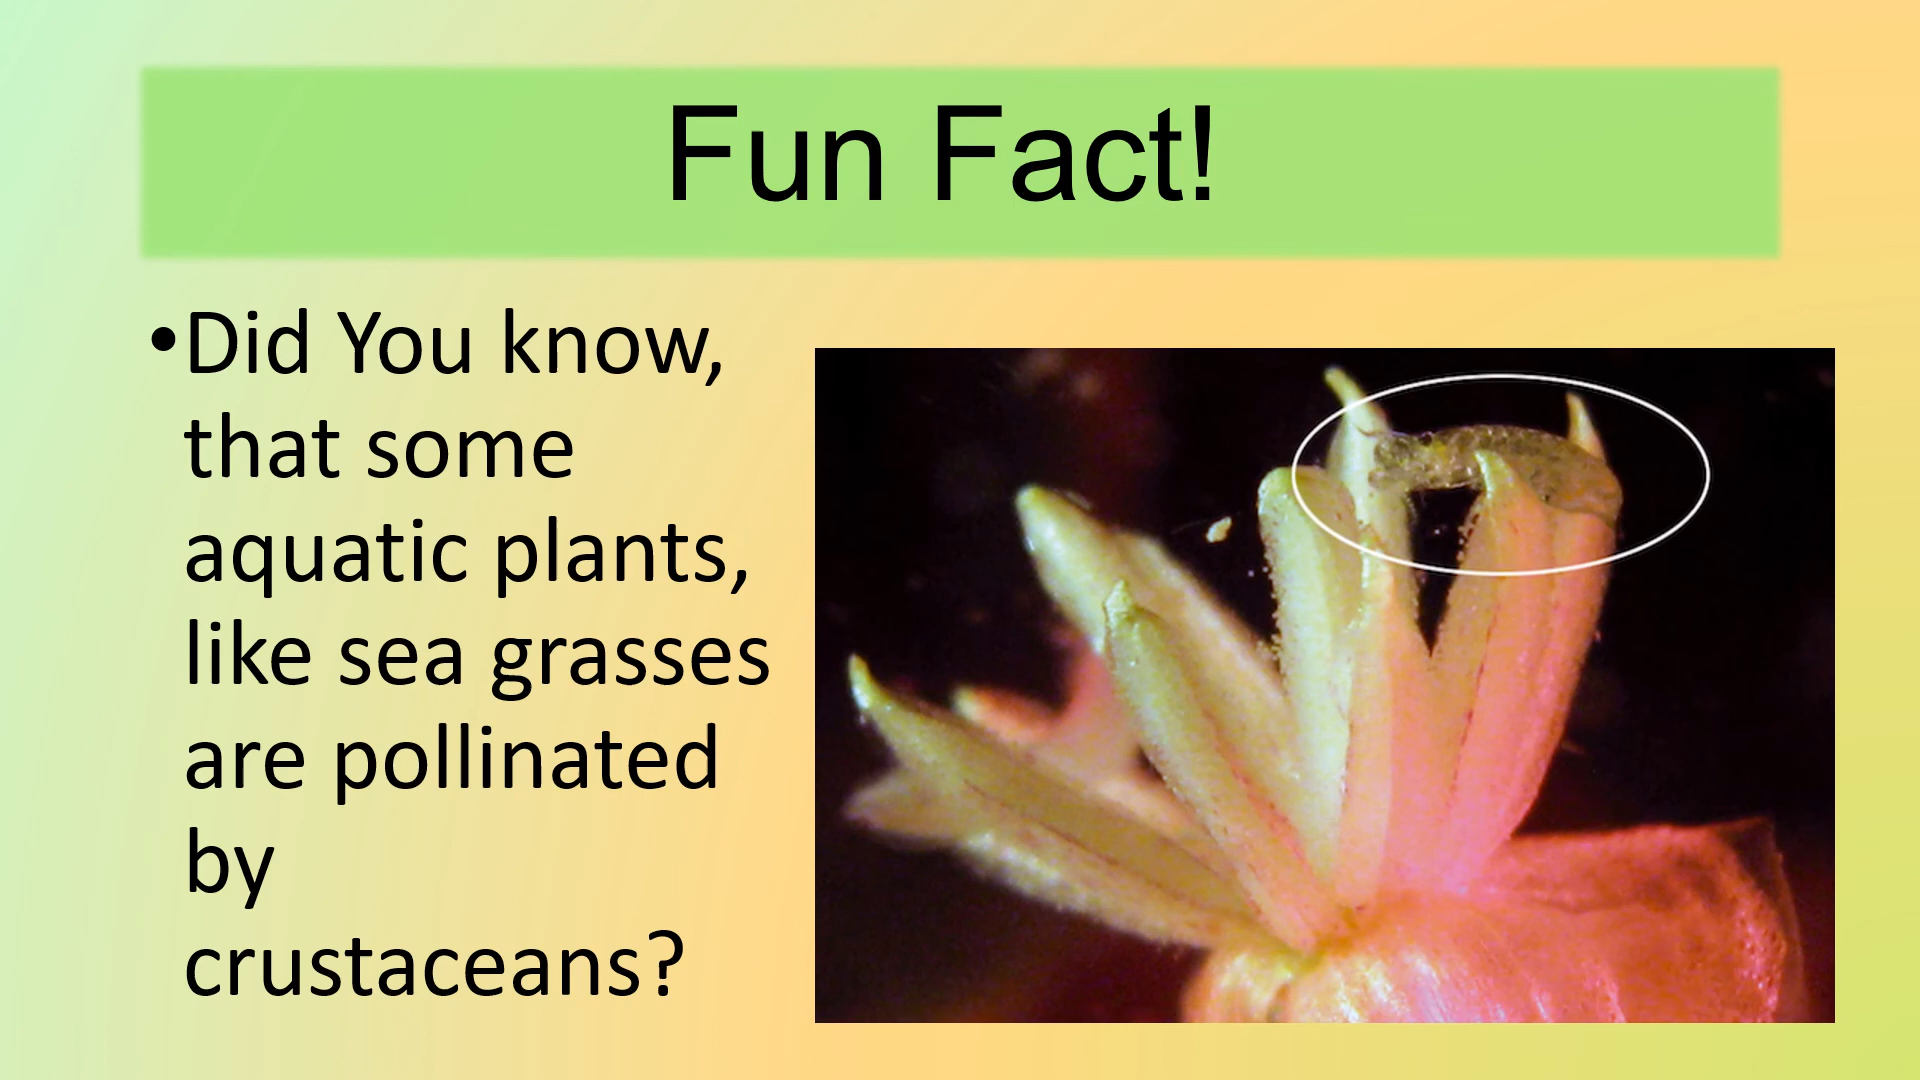 Fun Fact!
•Did You know,
that some
aquatic plants,
like sea grasses
are pollinated
by
crustaceans?